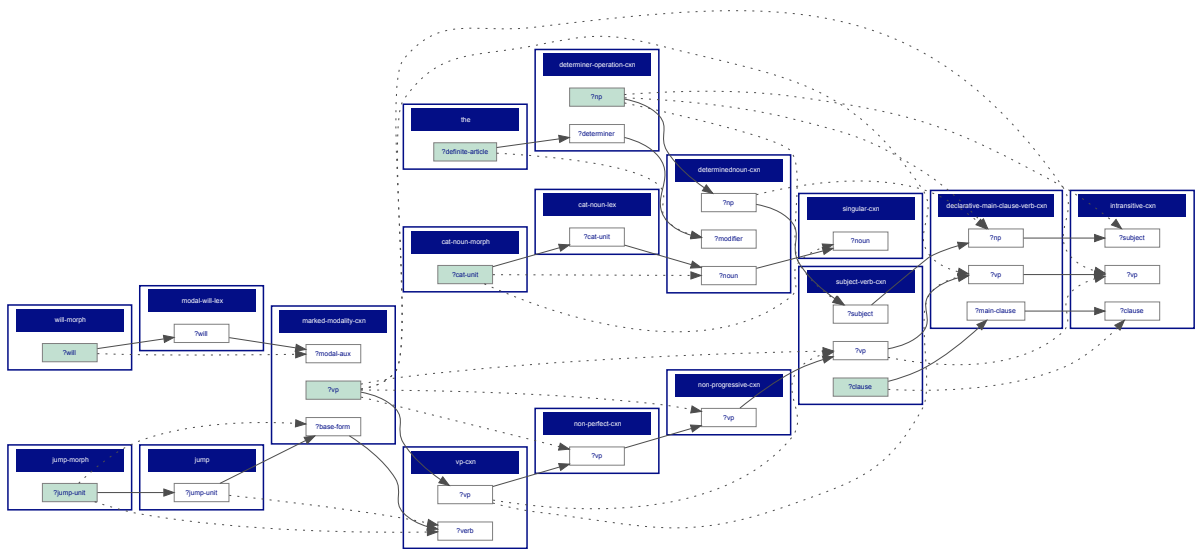 will-morph
?will
jump-morph
?jump-unit
modal-will-lex
?will
jump
?jump-unit
marked-modality-cxn
?modal-aux
?vp
?base-form
the
?definite-article
cat-noun-morph
?cat-unit
vp-cxn
?vp
?verb
determiner-operation-cxn
?np
?determiner
cat-noun-lex
?cat-unit
non-perfect-cxn
?vp
determinednoun-cxn
?np
?modifier
?noun
non-progressive-cxn
?vp
singular-cxn
?noun
subject-verb-cxn
?subject
?vp
?clause
declarative-main-clause-verb-cxn
?np
?vp
?main-clause
intransitive-cxn
?subject
?vp
?clause